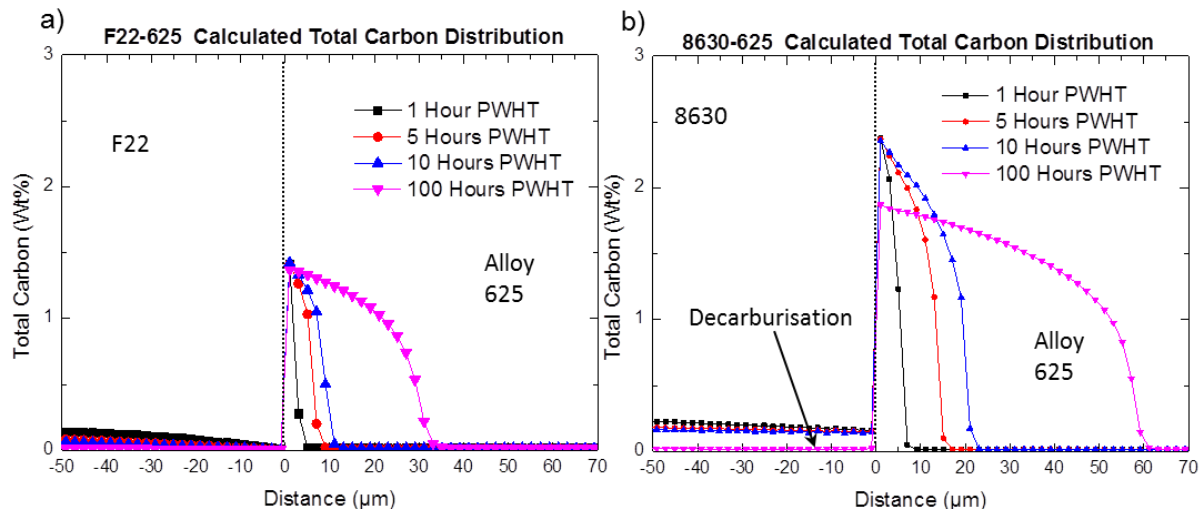 a)
F22-625 Calculated Total Carbon Distribution
3
2
1
0
Total Carbon (Wt%)
F22
1 Hour PWHT
5 Hours PWHT
10 Hours PWHT
100 Hours PWHT
Alloy
625
-50 -40 -30 -20 -10 0 10 20 30 40 50 60 70
Distance (µm)
b)
8630-625 Calculated Total Carbon Distribution
3
2
1
0
Total Carbon (Wt%)
8630
1 Hour PWHT
5 Hours PWHT
10 Hours PWHT
100 Hours PWHT
Decarburisation
Alloy
625
-50 -40 -30 -20 -10 0 10 20 30 40 50 60 70
Distance (µm)